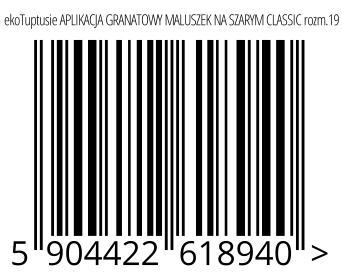 ekoTuptusie APLIKACJA GRANATOWY MALUSZEK NA SZARYM CLASSIC rozm.19
5 904422 618940 >